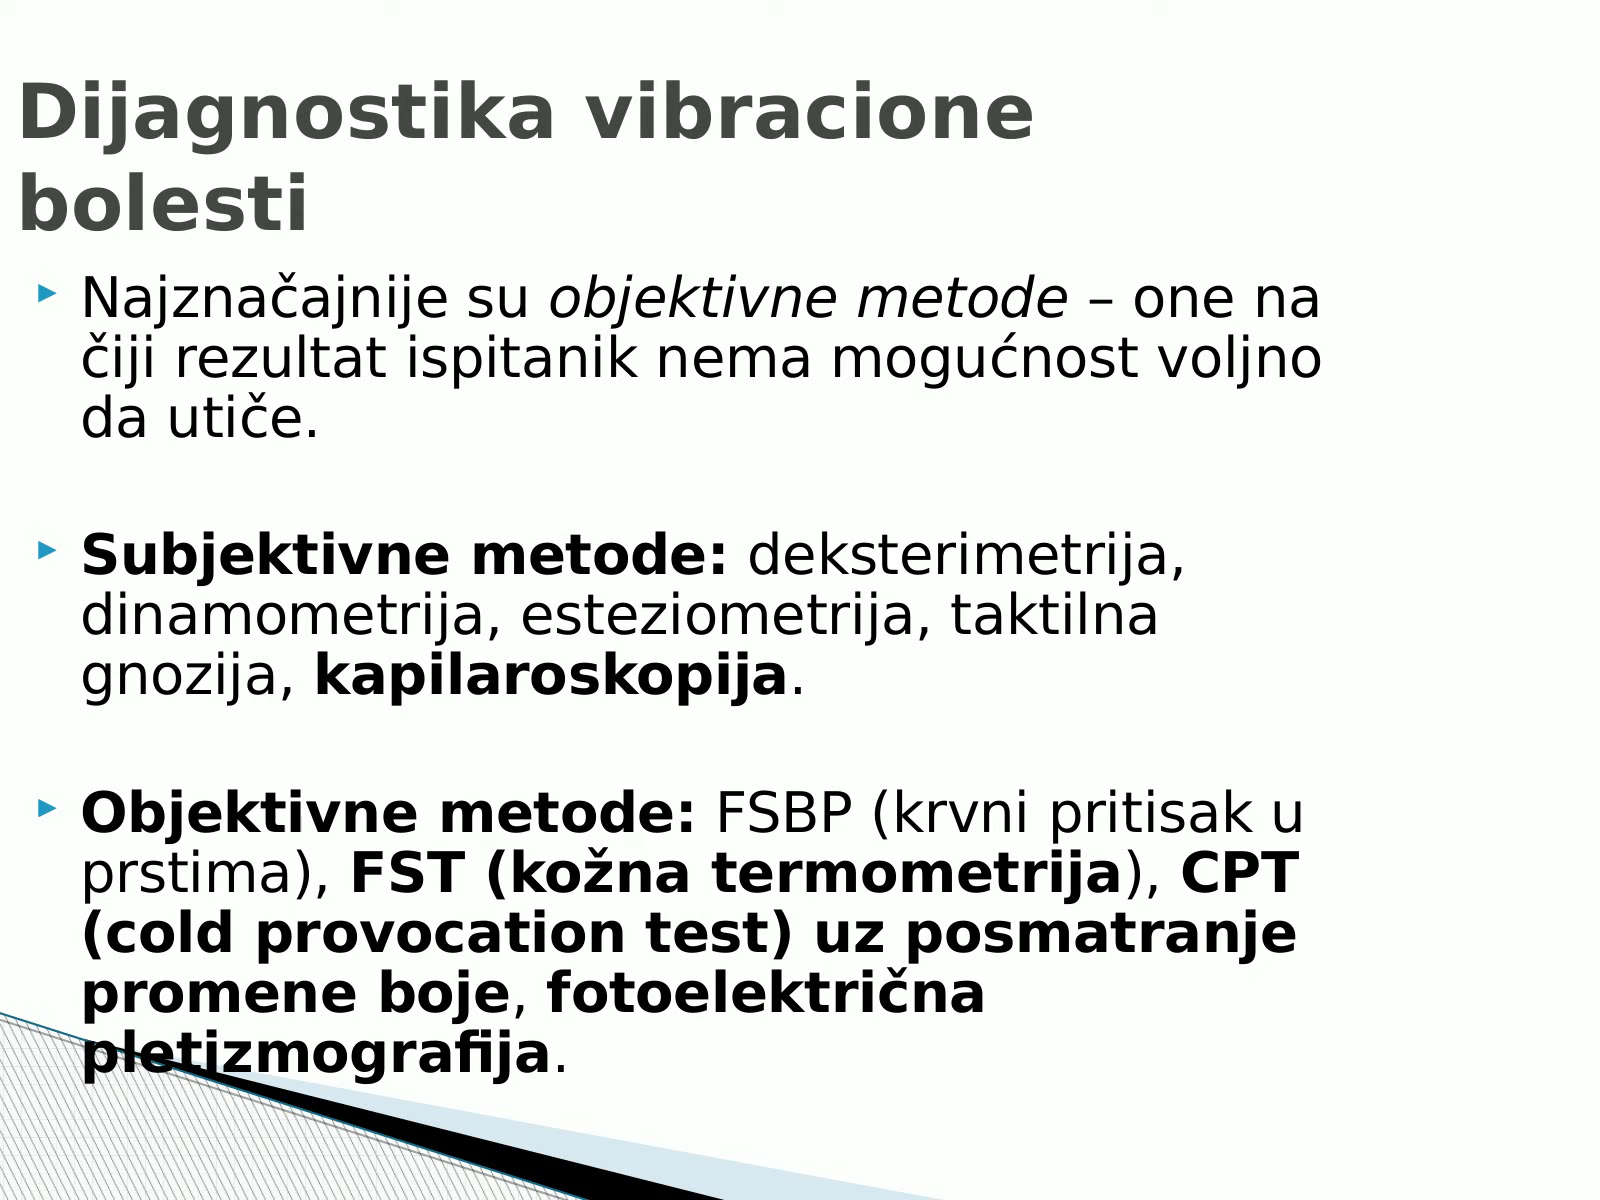 Dijagnostika vibracione
bolesti
Najznačajnije su objektivne metode – one na
čiji rezultat ispitanik nema mogućnost voljno
da utiče.
Subjektivne metode: deksterimetrija,
dinamometrija, esteziometrija, taktilna
gnozija, kapilaroskopija.
Objektivne metode: FSBP (krvni pritisak u
prstima), FST (kožna termometrija), CPT
(cold provocation test) uz posmatranje
promene boje, fotoelektrična
pletizmografija.